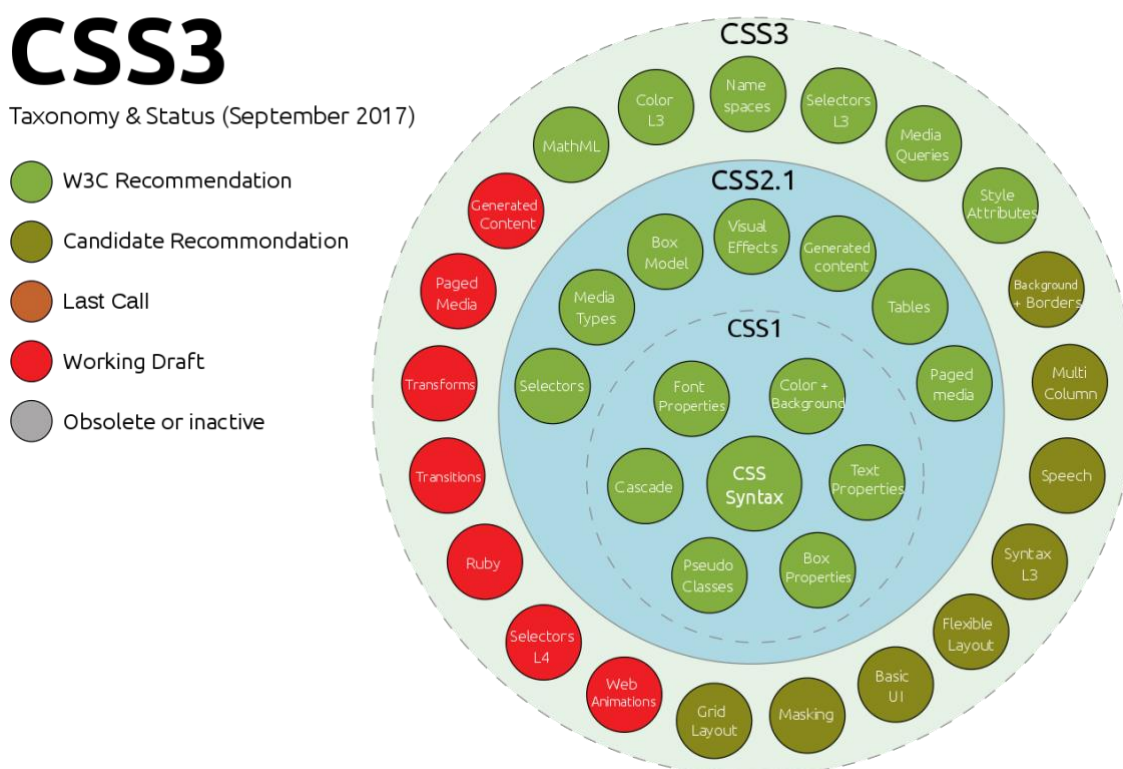 CSS3
Taxonomy & Status (September 2017)
W3C Recommendation
Candidate Recommondation
Last Call
Working Draft
Obsolete or inactive
CSS3
Name
spaces
Selectors
L3
Media
Queries
Style
Attributes
Background
+ Borders
Multi
Column
Speech
Syntax
L3
Flexible
Layout
Basic
UI
Masking
Grid
Layout
Web
Animations
Selectors
L4
Ruby
Transitions
Transforms
Paged
Media
Generated
Content
MathML
Color
L3
CSS2.1
Selectors
Media
Types
Box
Model
Visual
Effects
Generated
content
Tables
Paged
media
CSS1
Font
Properties
Color +
Background
Cascade
CSS
Syntax
Text
Properties
Pseudo
Classes
Box
Properties